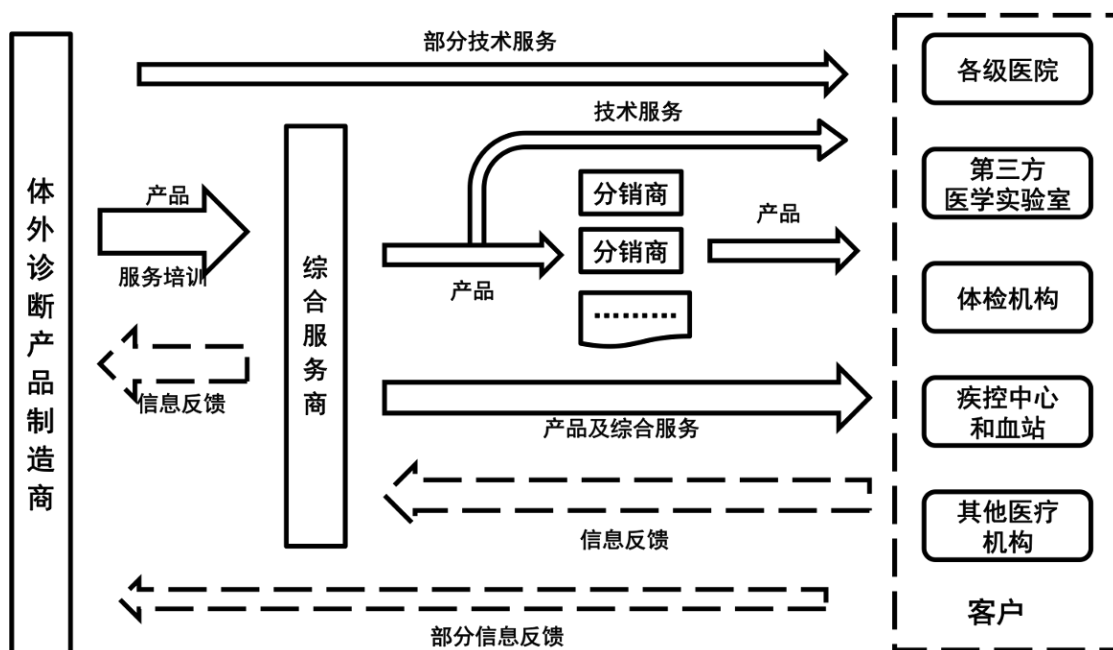 体外诊断产品制造商
部分技术服务
产品
服务培训
信息反馈
综合服务商
技术服务
产品
分销商
分销商
………
产品
产品及综合服务
信息反馈
部分信息反馈
各级医院
第三方
医学实验室
体检机构
疾控中心
和血站
其他医疗
机构
客户